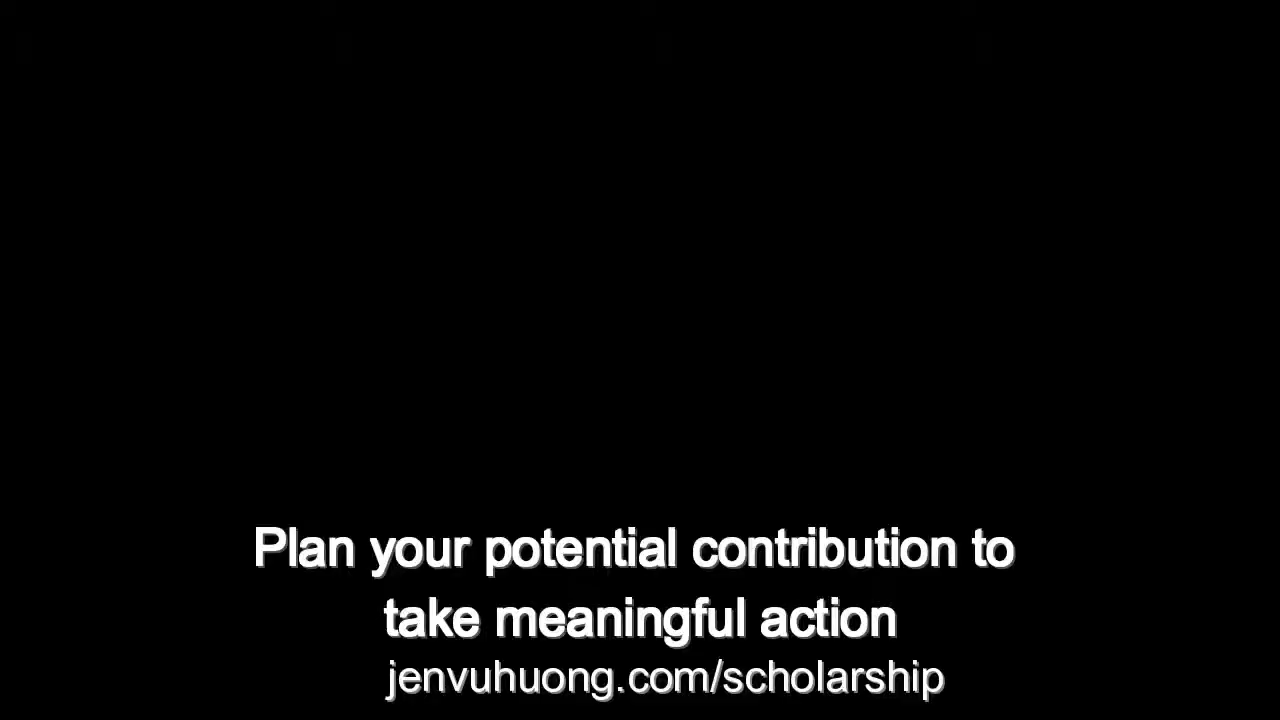 Plan your potential contribution to
take meaningful action
jenvuhuong.com/scholarship